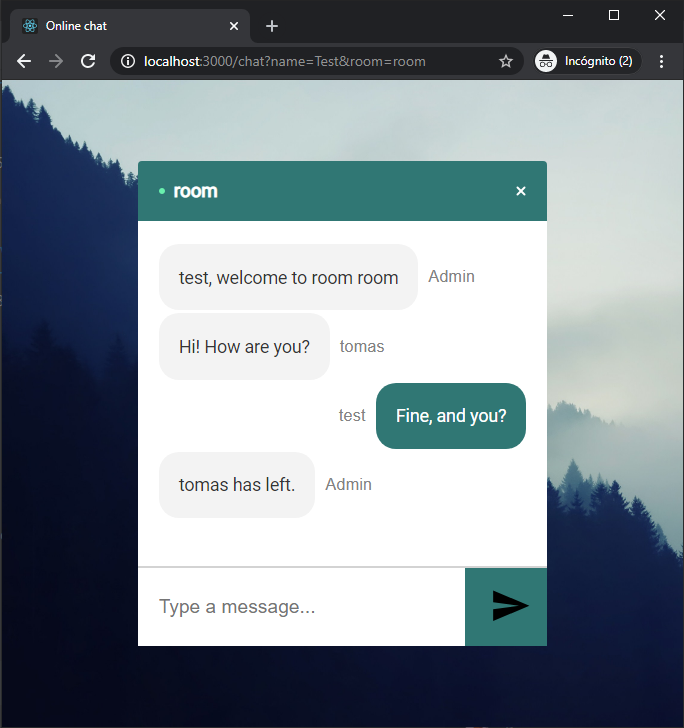 Online chat
localhost:3000/chat?name=Test&room=room
Incógnito (2)
room
test, welcome to room room
Admin
Hi! How are you?
tomas
test
Fine, and you?
tomas has left.
Admin
Type a message...